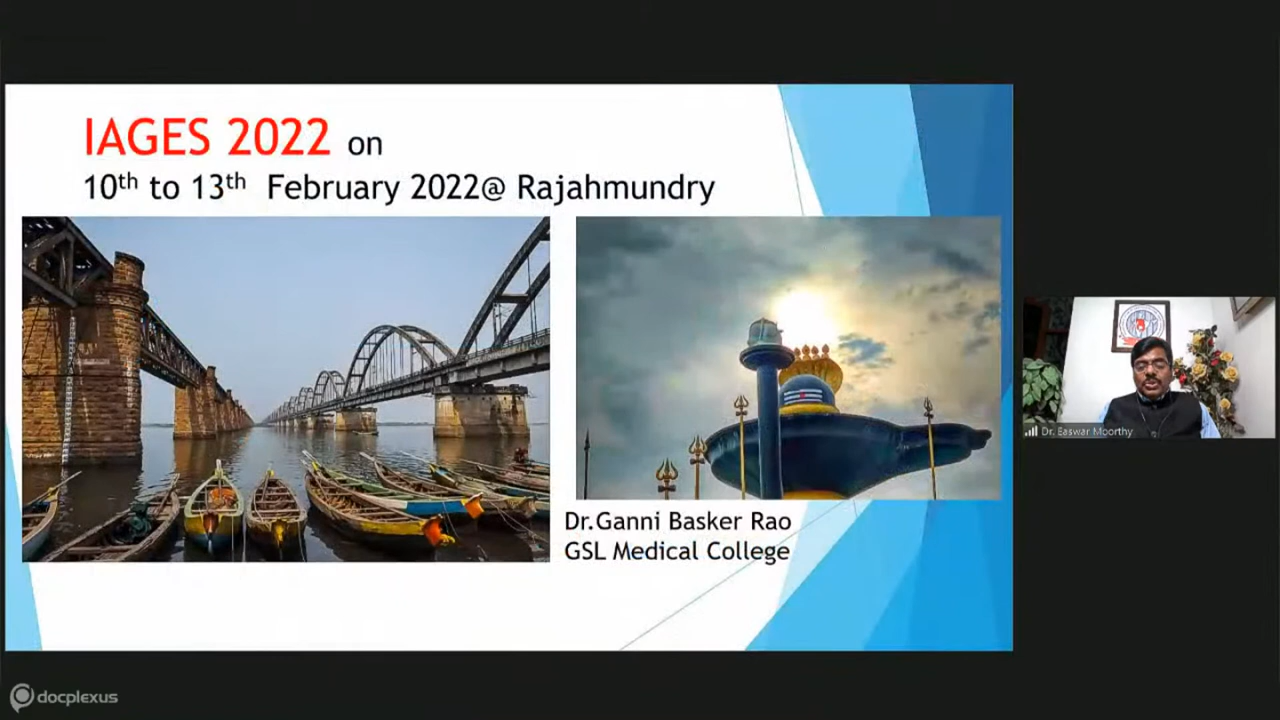 IAGES 2022 on
10th to 13th February 2022@ Rajahmundry
Dr.Ganni Basker Rao
GSL Medical College
Dr. Easwar Moorthy
docplexus